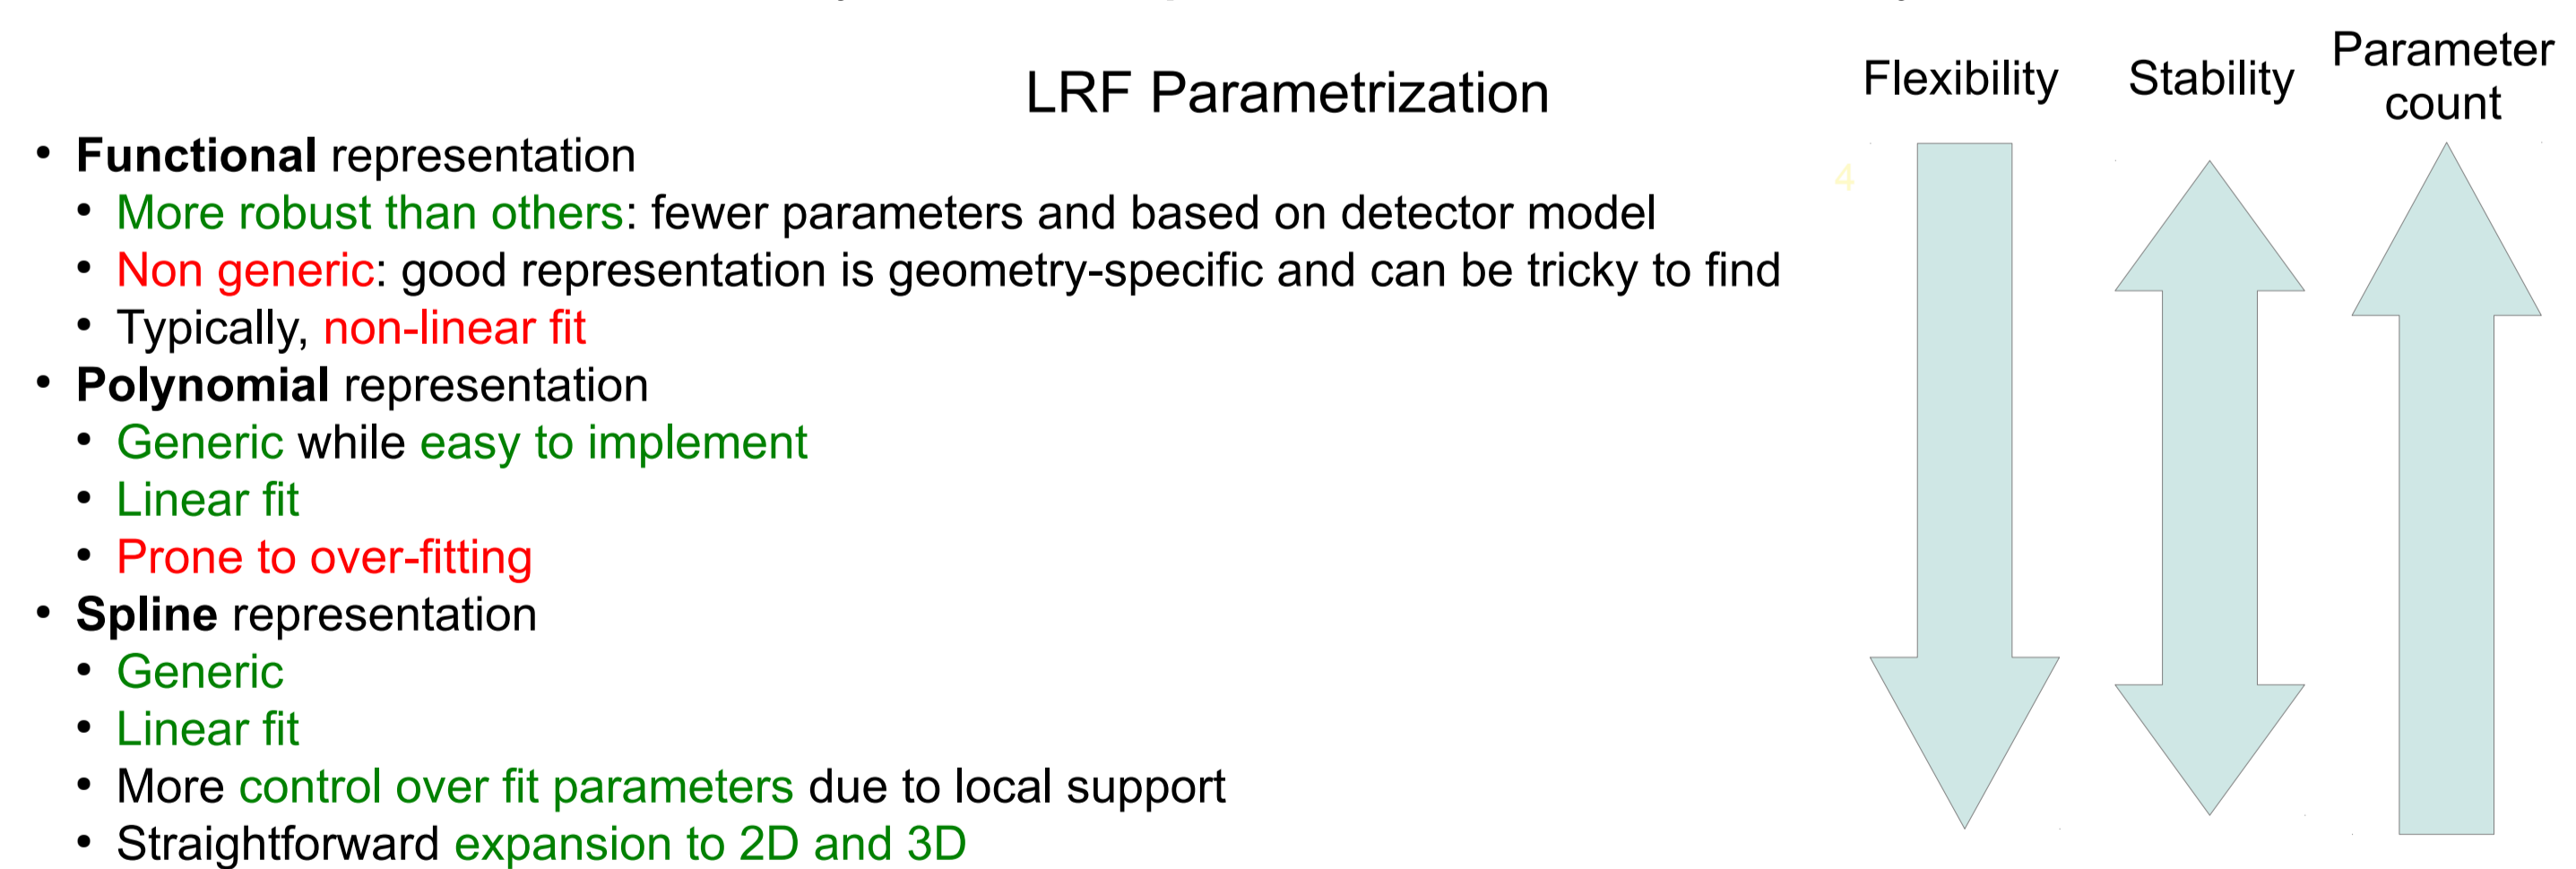 LRF Parametrization
Flexibility
Stability
Parameter
count
• Functional representation
4
• More robust than others: fewer parameters and based on detector model
• Non generic: good representation is geometry-specific and can be tricky to find
• Typically, non-linear fit
• Polynomial representation
• Generic while easy to implement
• Linear fit
• Prone to over-fitting
• Spline representation
• Generic
• Linear fit
• More control over fit parameters due to local support
• Straightforward expansion to 2D and 3D